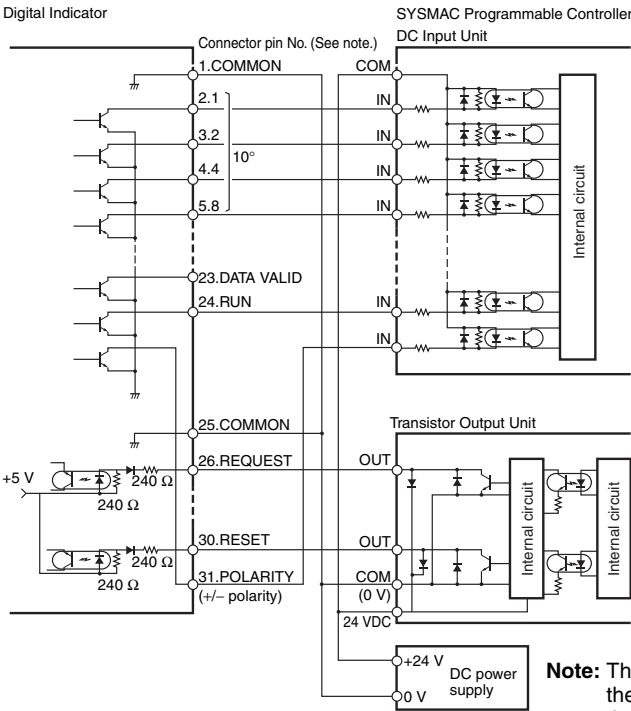 Digital Indicator
SYSMAC Programmable Controller
DC Input Unit
Connector pin No. (See note.)
1.COMMON
COM
2.1
IN
3.2
IN
10°
4.4
IN
5.8
IN
Internal circuit
23.DATA VALID
24.RUN
IN
IN
25.COMMON
Transistor Output Unit
26.REQUEST
OUT
+5 V
240 Ω
240 Ω
Internal circuit
Internal circuit
30.RESET
OUT
240 Ω
240 Ω
31.POLARITY
(+/− polarity)
COM
(0 V)
24 VDC
+24 V
DC power
supply
0 V
Note: Th
the